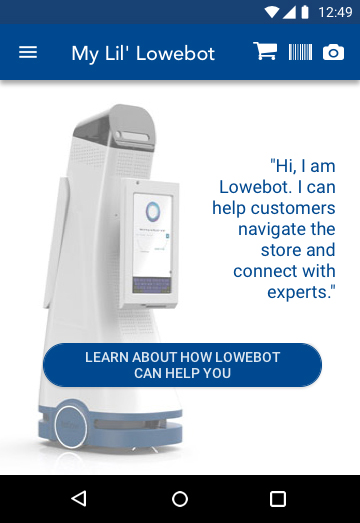 12:49
My Lil' Lowebot
"Hi, I am
Lowebot. I can
help customers
navigate the
store and
connect with
experts."
LEARN ABOUT HOW LOWEBOT
CAN HELP YOU